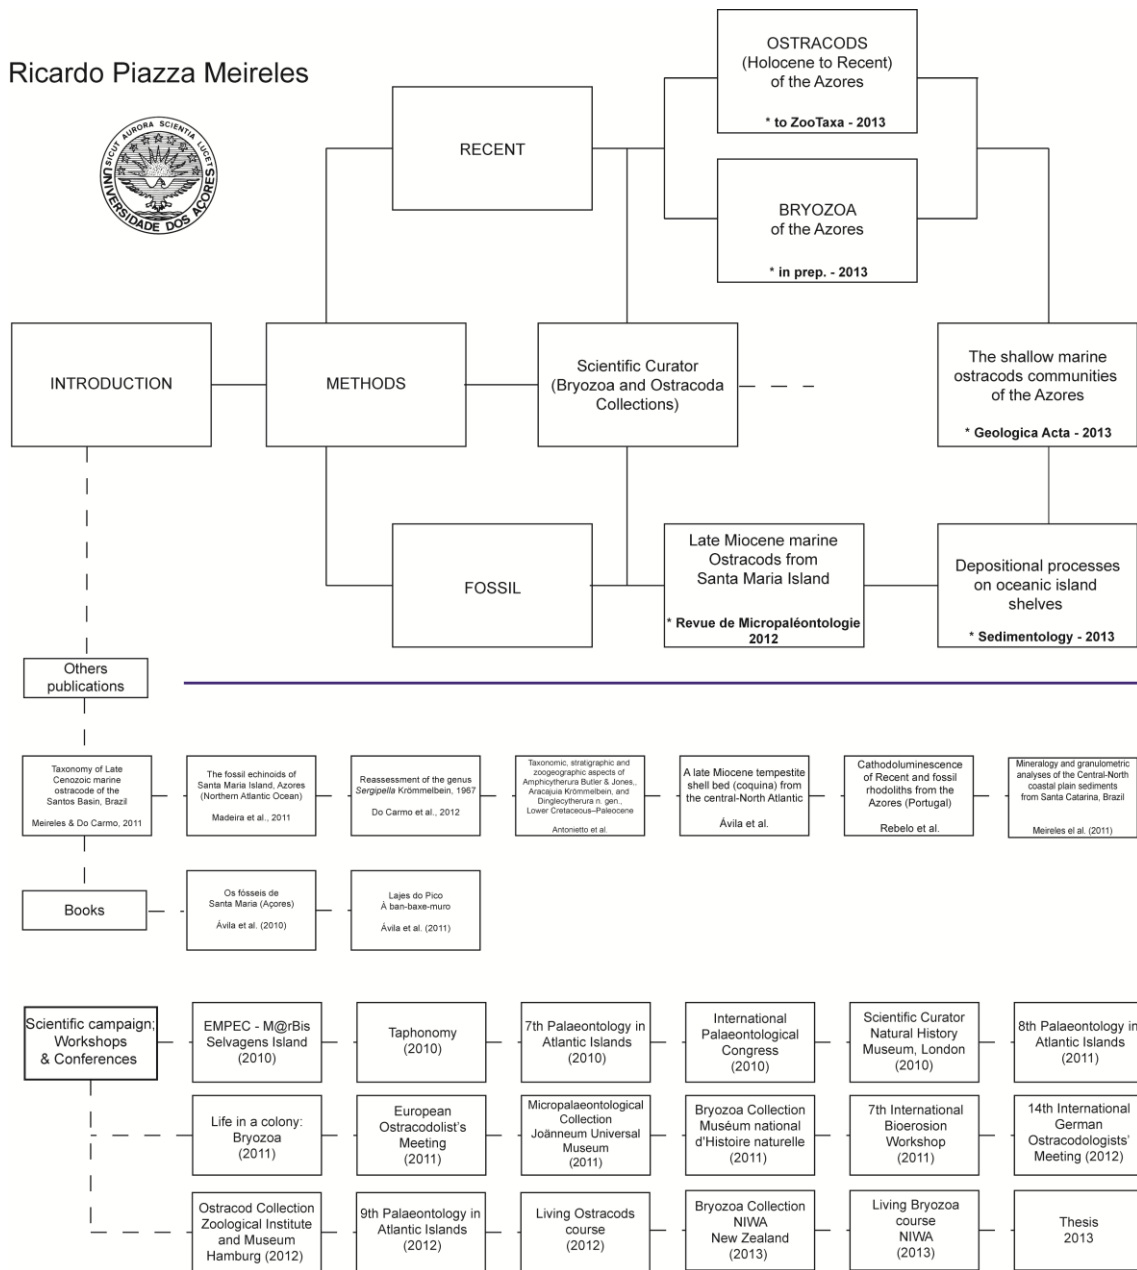 Ricardo Piazza Meireles
SICUT AURORA SCIENTIA LUCET
UNIVERSIDADE DOS AÇORES
OSTRACODS
(Holocene to Recent)
of the Azores
* to ZooTaxa - 2013
RECENT
BRYOZOA
of the Azores
* in prep. - 2013
INTRODUCTION
METHODS
Scientific Curator
(Bryozoa and Ostracoda
Collections)
The shallow marine
ostracods communities
of the Azores
* Geologica Acta - 2013
FOSSIL
Late Miocene marine
Ostracods from
Santa Maria Island
* Revue de Micropaléontologie
2012
Depositional processes
on oceanic island
shelves
* Sedimentology - 2013
Others
publications
Taxonomy of Late
Cenozoic marine
ostracode of the
Santos Basin, Brazil
Meireles & Do Carmo, 2011
The fossil echinoids of
Santa Maria Island, Azores
(Northern Atlantic Ocean)
Madeira et al., 2011
Reassessment of the genus
Sergipella Krömmelbein, 1967
Do Carmo et al., 2012
Taxonomic, stratigraphic and
zoogeographic aspects of
Amphicytherura Butler & Jones,,
Aracajuia Krömmelbein, and
Dinglecytherura n. gen.,
Lower Cretaceous–Paleocene
Antonietto et al.
A late Miocene tempestite
shell bed (coquina) from
the central-North Atlantic
Ávila et al.
Cathodoluminescence
of Recent and fossil
rhodoliths from the
Azores (Portugal)
Rebelo et al.
Mineralogy and granulometric
analyses of the Central-North
coastal plain sediments
from Santa Catarina, Brazil
Meireles el al. (2011)
Books
Os fósseis de
Santa Maria (Açores)
Ávila et al. (2010)
Lajes do Pico
À ban-baxe-muro
Ávila et al. (2011)
Scientific campaign;
Workshops
& Conferences
EMPEC - M@rBis
Selvagens Island
(2010)
Taphonomy
(2010)
7th Palaeontology in
Atlantic Islands
(2010)
International
Palaeontological
Congress
(2010)
Scientific Curator
Natural History
Museum, London
(2010)
8th Palaeontology in
Atlantic Islands
(2011)
Life in a colony:
Bryozoa
(2011)
European
Ostracodolist's
Meeting
(2011)
Micropalaeontological
Collection
Joänneum Universal
Museum
(2011)
Bryozoa Collection
Muséum national
d'Histoire naturelle
(2011)
7th International
Bioerosion
Workshop
(2011)
14th International
German
Ostracodologists'
Meeting (2012)
Ostracod Collection
Zoological Institute
and Museum
Hamburg (2012)
9th Palaeontology in
Atlantic Islands
(2012)
Living Ostracods
course
(2012)
Bryozoa Collection
NIWA
New Zealand
(2013)
Living Bryozoa
course
NIWA
(2013)
Thesis
2013